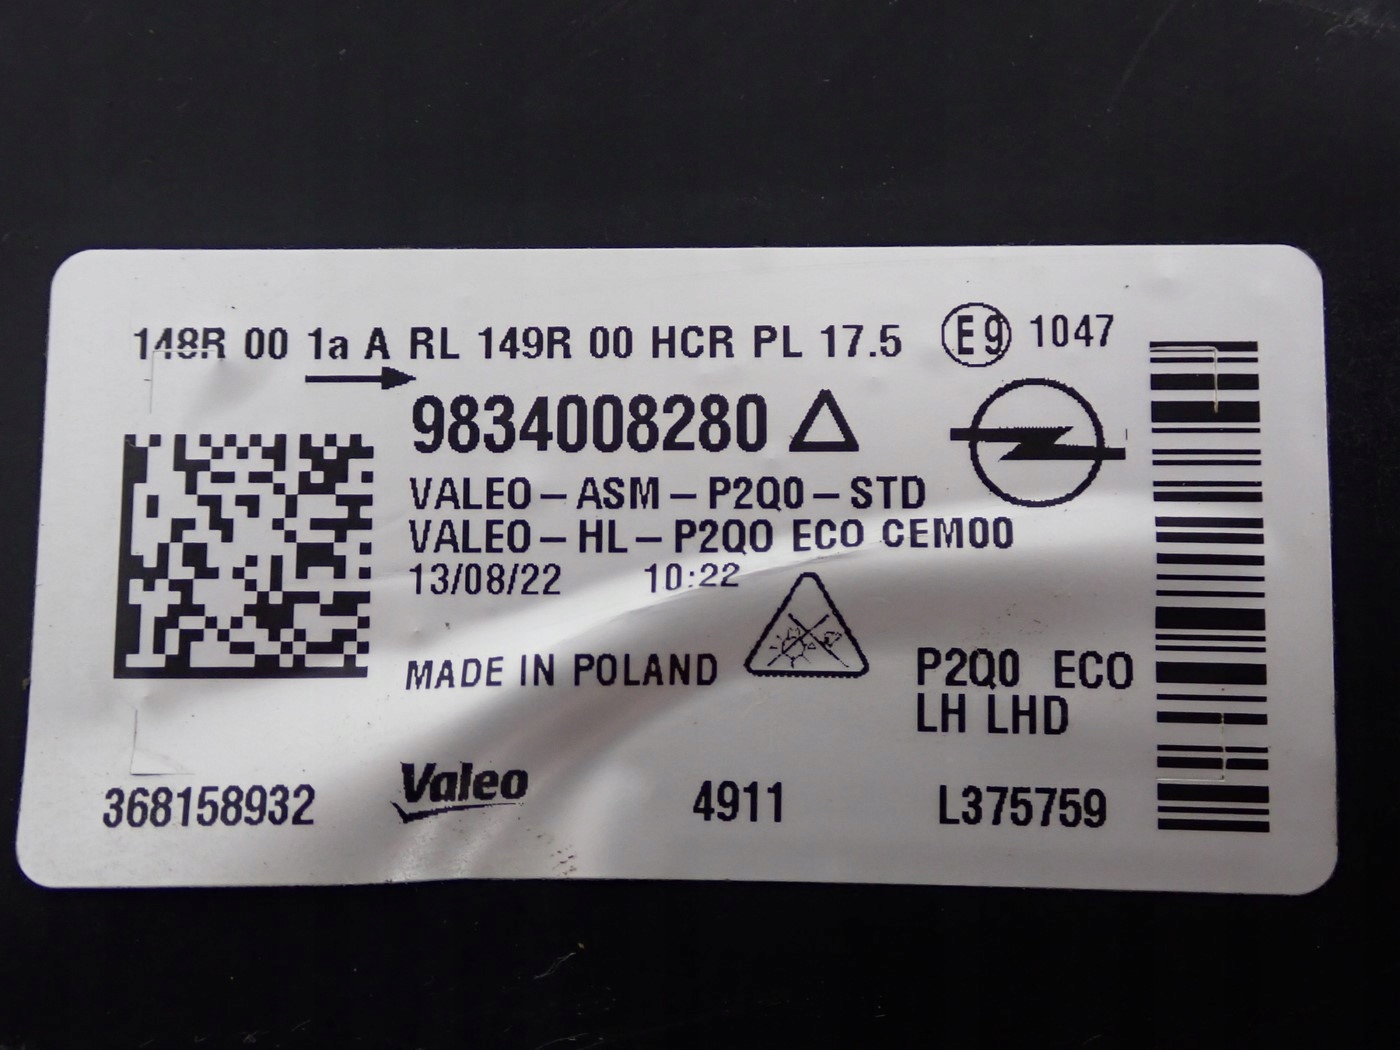 148R 00 1a A RL 149R 00 HCR PL 17.5 E9 1047
9834008280
VALEO-ASM-P2Q0-STD
VALEO-HL-P2Q0 ECO CEM00
13/08/22 10:22
MADE IN POLAND
P2Q0 ECO
LH LHD
368158932 Valeo 4911 L375759